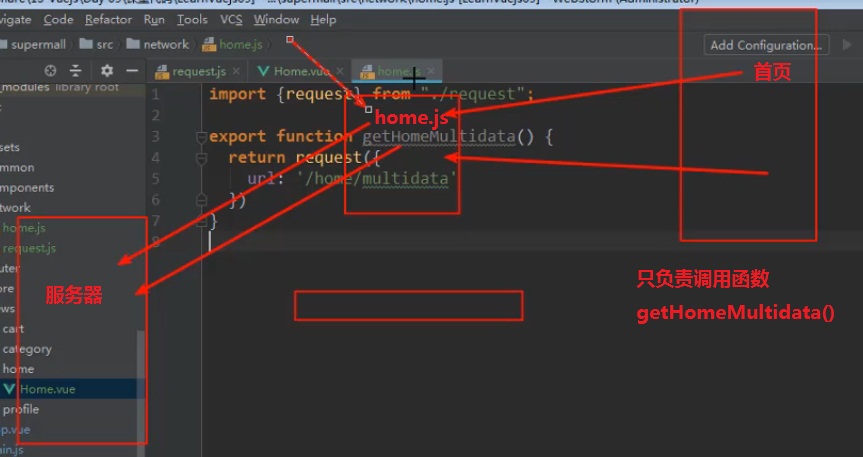 vigate Code Refactor Run Tools VCS Window Help
supermall src network home.js
Add Configuration...
_modules library root
request.js Home.vue home.js
首页
1 import {request} from "./request";
2
home.js
3 export function getHomeMultidata() {
4 return request({
5 url: '/home/multidata'
6 })
7 }
8
sets
mmon
mponents
twork
home.js
request.js
uter
ore
ews
cart
category
home
Home.vue
profile
p.vue
ain.js
服务器
只负责调用函数
getHomeMultidata()